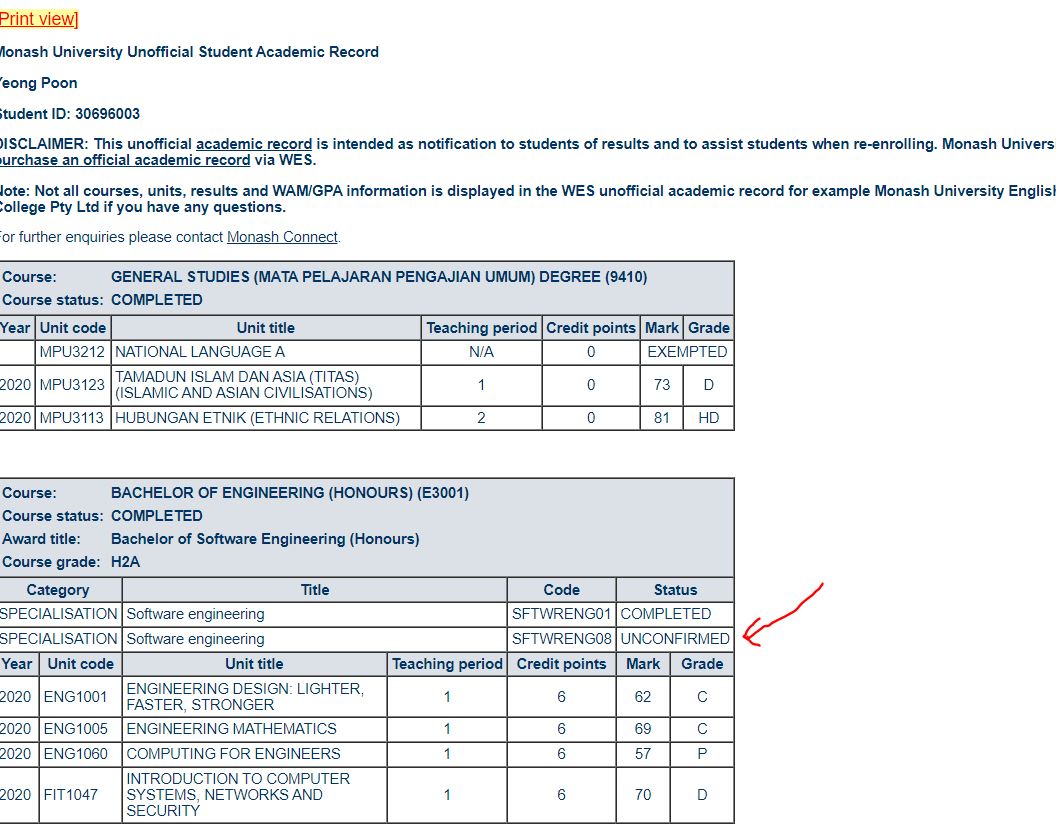 Print view]
Monash University Unofficial Student Academic Record
Yeong Poon
Student ID: 30696003
DISCLAIMER: This unofficial academic record is intended as notification to students of results and to assist students when re-enrolling. Monash Universi
purchase an official academic record via WES.
Note: Not all courses, units, results and WAM/GPA information is displayed in the WES unofficial academic record for example Monash University English
College Pty Ltd if you have any questions.
For further enquiries please contact Monash Connect.
Course: GENERAL STUDIES (MATA PELAJARAN PENGAJIAN UMUM) DEGREE (9410)
Course status: COMPLETED
Year Unit code Unit title Teaching period Credit points Mark Grade
MPU3212 NATIONAL LANGUAGE A N/A 0 EXEMPTED
2020 MPU3123 TAMADUN ISLAM DAN ASIA (TITAS) 1 0 73 D
(ISLAMIC AND ASIAN CIVILISATIONS)
2020 MPU3113 HUBUNGAN ETNIK (ETHNIC RELATIONS) 2 0 81 HD
Course: BACHELOR OF ENGINEERING (HONOURS) (E3001)
Course status: COMPLETED
Award title: Bachelor of Software Engineering (Honours)
Course grade: H2A
Category Title Code Status
SPECIALISATION Software engineering SFTWRENG01 COMPLETED
SPECIALISATION Software engineering SFTWRENG08 UNCONFIRMED
Year Unit code Unit title Teaching period Credit points Mark Grade
2020 ENG1001 ENGINEERING DESIGN: LIGHTER, 1 6 62 C
FASTER, STRONGER
2020 ENG1005 ENGINEERING MATHEMATICS 1 6 69 C
2020 ENG1060 COMPUTING FOR ENGINEERS 1 6 57 P
2020 FIT1047 INTRODUCTION TO COMPUTER 1 6 70 D
SYSTEMS, NETWORKS AND
SECURITY